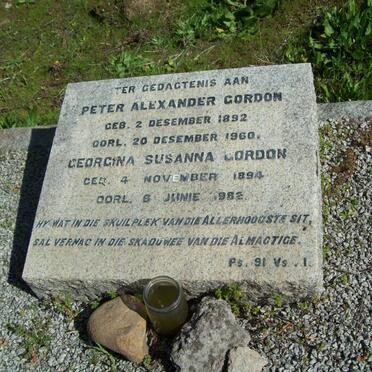 TER GEDAGTENIS AAN
PETER ALEXANDER GORDON
GEB. 2 DESEMBER 1892
OORL. 20 DESEMBER 1960.
GEORGINA SUSANNA GORDON
GEB. 4 NOVEMBER 1894
OORL. 6 JUNIE 1982.
HY WAT IN DIE SKUILPLEK VAN DIE ALLERHOOGSTE SIT,
SAL VERNAG IN DIE SKADUWEE VAN DIE ALMAGTIGE.
PS. 91 VS. 1.